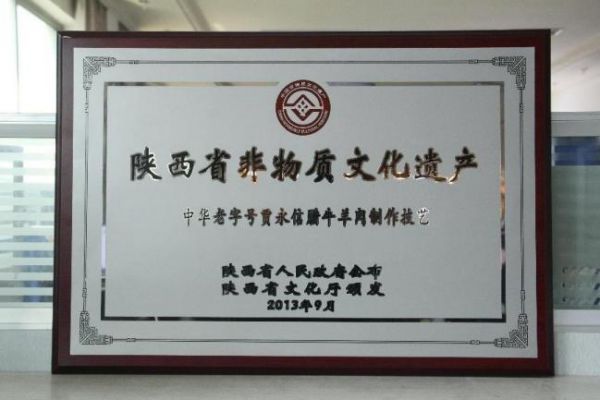 陕西省非物质文化遗产
中华老字号贾永信腊牛羊肉制作技艺
陕西省人民政府公布
陕西省文化厅颁发
2013年9月